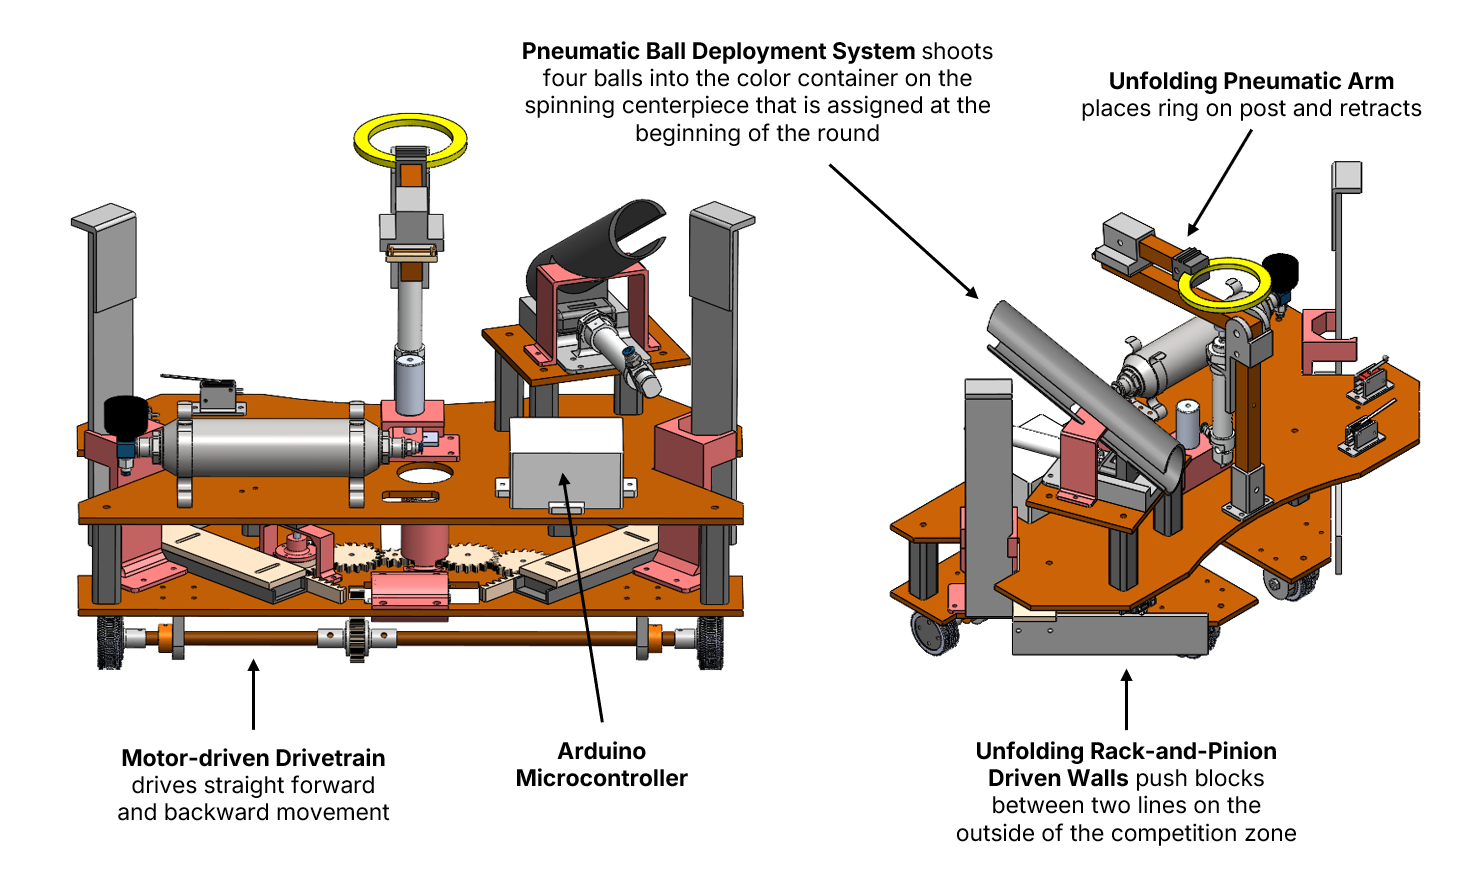 Pneumatic Ball Deployment System shoots
four balls into the color container on the
spinning centerpiece that is assigned at the
beginning of the round
Unfolding Pneumatic Arm
places ring on post and retracts
Motor-driven Drivetrain
drives straight forward
and backward movement
Arduino
Microcontroller
Unfolding Rack-and-Pinion
Driven Walls push blocks
between two lines on the
outside of the competition zone